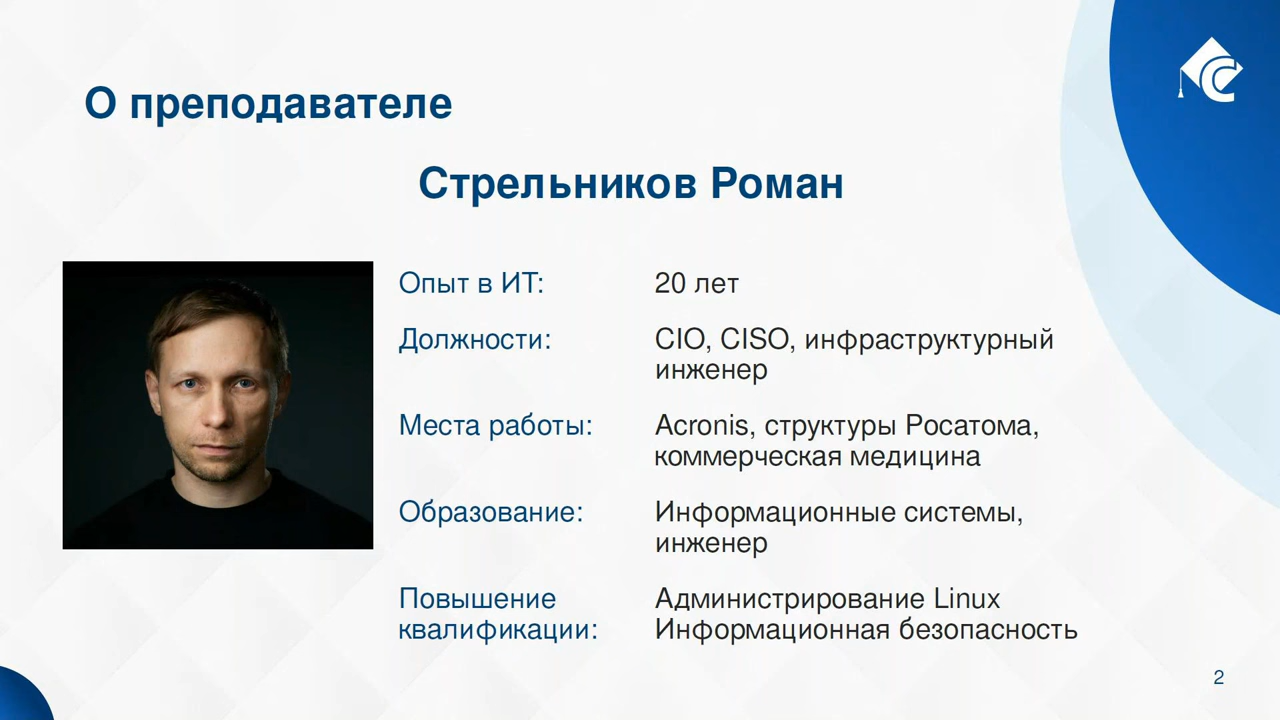 О преподавателе
Стрельников Роман
Опыт в ИТ: 20 лет
Должности: CIO, CISO, инфраструктурный
инженер
Места работы: Acronis, структуры Росатома,
коммерческая медицина
Образование: Информационные системы,
инженер
Повышение Администрирование Linux
квалификации: Информационная безопасность
2